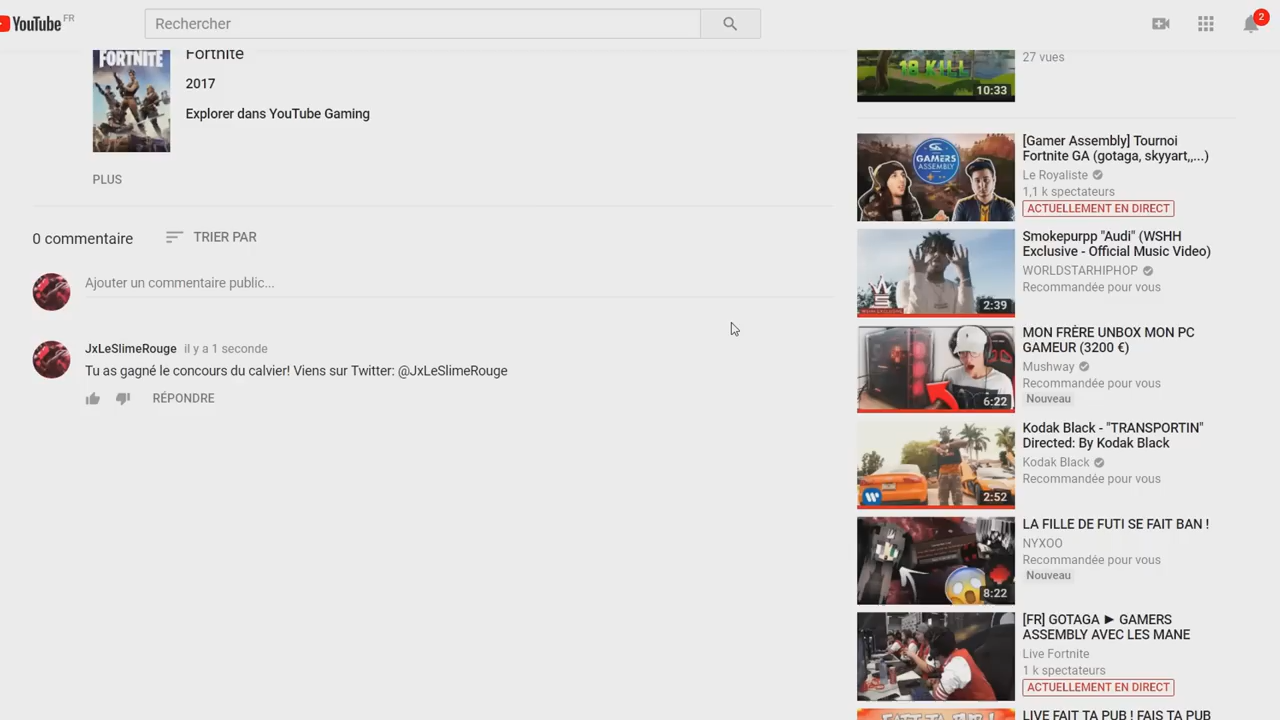 YouTube FR
Rechercher
2
FORTNITE
Fortnite
2017
Explorer dans YouTube Gaming
PLUS
0 commentaire
TRIER PAR
Ajouter un commentaire public...
JxLeSlimeRouge il y a 1 seconde
Tu as gagné le concours du calvier! Viens sur Twitter: @JxLeSlimeRouge
RÉPONDRE
18 KILL
10:33
27 vues
GAMERS
ASSEMBLY
[Gamer Assembly] Tournoi
Fortnite GA (gotaga, skyyart,,...)
Le Royaliste
1,1 k spectateurs
ACTUELLEMENT EN DIRECT
2:39
Smokepurpp "Audi" (WSHH
Exclusive - Official Music Video)
WORLDSTARHIPHOP
Recommandée pour vous
6:22
MON FRÈRE UNBOX MON PC
GAMEUR (3200 €)
Mushway
Recommandée pour vous
Nouveau
2:52
Kodak Black - "TRANSPORTIN"
Directed: By Kodak Black
Kodak Black
Recommandée pour vous
8:22
LA FILLE DE FUTI SE FAIT BAN !
NYXOO
Recommandée pour vous
Nouveau
[FR] GOTAGA ► GAMERS
ASSEMBLY AVEC LES MANE
Live Fortnite
1 k spectateurs
ACTUELLEMENT EN DIRECT
LIVE FAIT TA PUB ! FAIS TA PUB